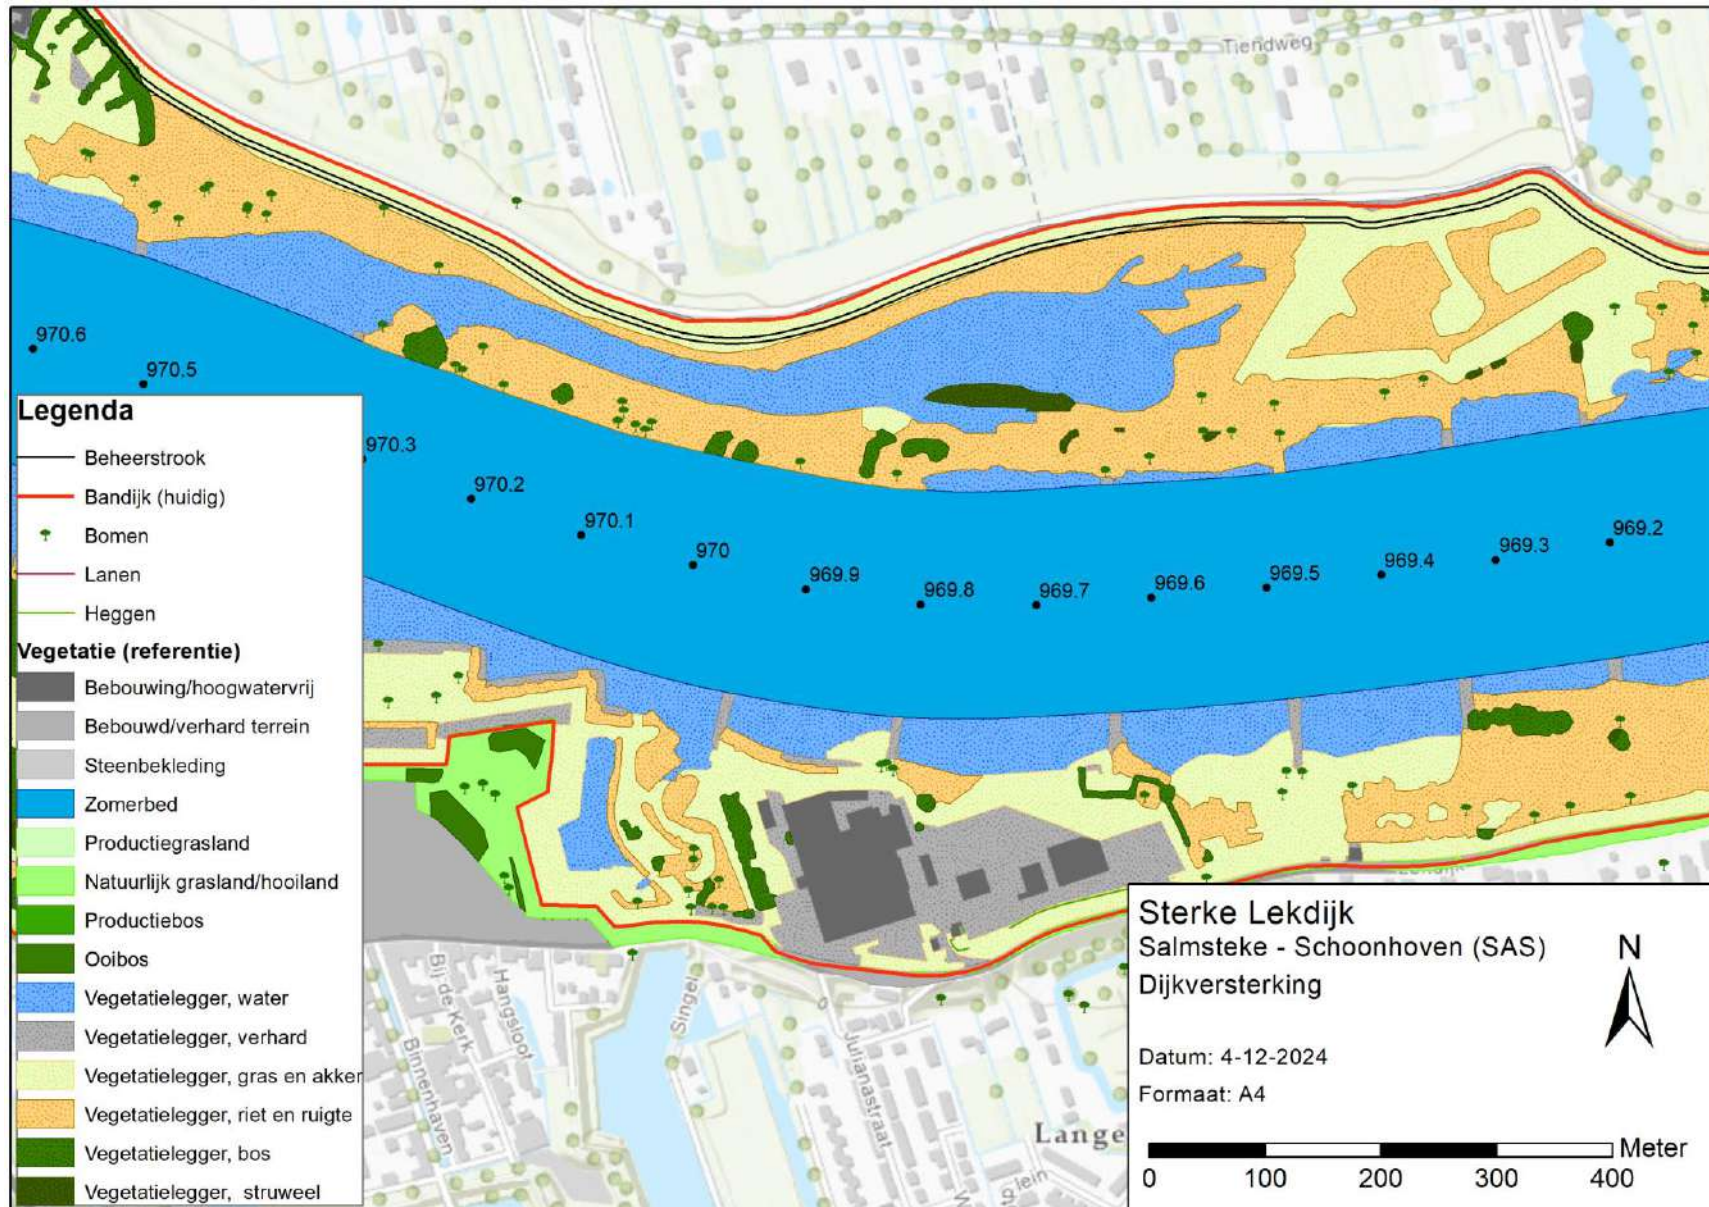 Tiendweg
970.6
970.5
970.3
970.2
970.1
970
969.9
969.8
969.7
969.6
969.5
969.4
969.3
969.2
Legenda
Beheerstrook
Bandijk (huidig)
Bomen
Lanen
Heggen
Vegetatie (referentie)
Bebouwing/hoogwatervrij
Bebouwd/verhard terrein
Steenbekleding
Zomerbed
Productiegrasland
Natuurlijk grasland/hooiland
Productiebos
Ooibos
Vegetatielegger, water
Vegetatielegger, verhard
Vegetatielegger, gras en akker
Vegetatielegger, riet en ruigte
Vegetatielegger, bos
Vegetatielegger, struweel
Bij de Kerk
Hangsloot
Binnenhaven
Singel
Julianastraat
Lange
plein
Sterke Lekdijk
Salmsteke - Schoonhoven (SAS)
Dijkversterking
N
Datum: 4-12-2024
Formaat: A4
Meter
0 100 200 300 400